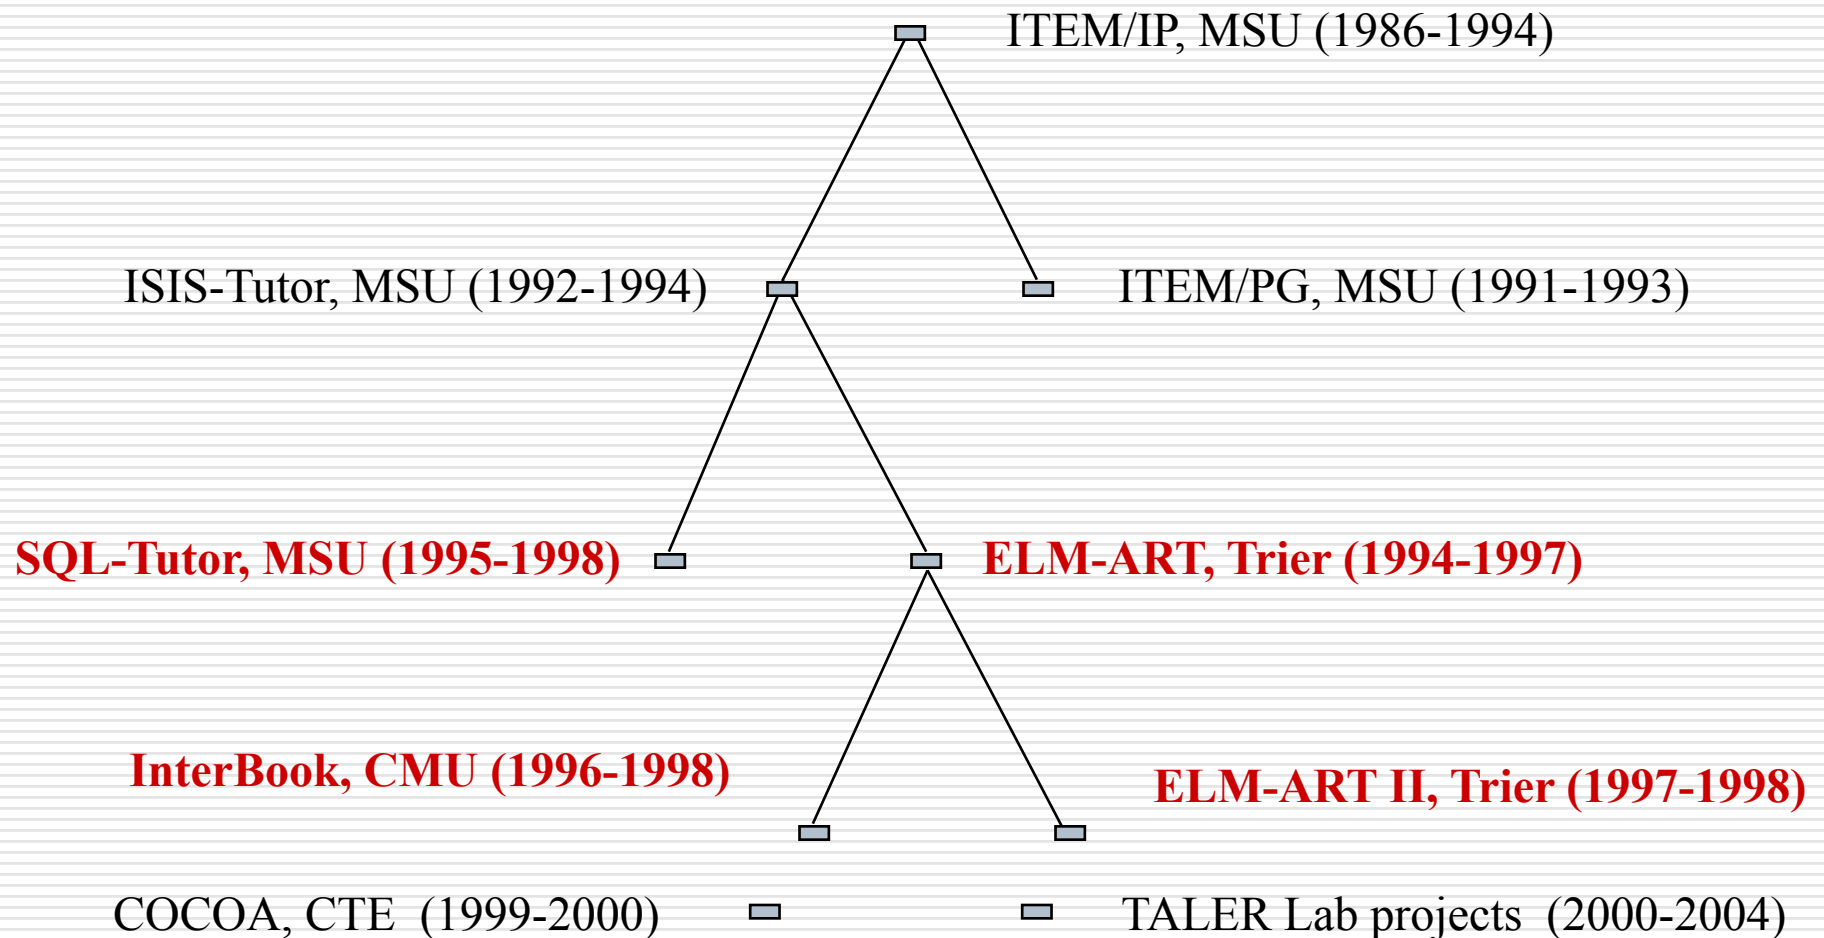 ITEM/IP, MSU (1986-1994)
ISIS-Tutor, MSU (1992-1994)
ITEM/PG, MSU (1991-1993)
SQL-Tutor, MSU (1995-1998)
ELM-ART, Trier (1994-1997)
InterBook, CMU (1996-1998)
ELM-ART II, Trier (1997-1998)
COCOA, CTE (1999-2000)
TALER Lab projects (2000-2004)